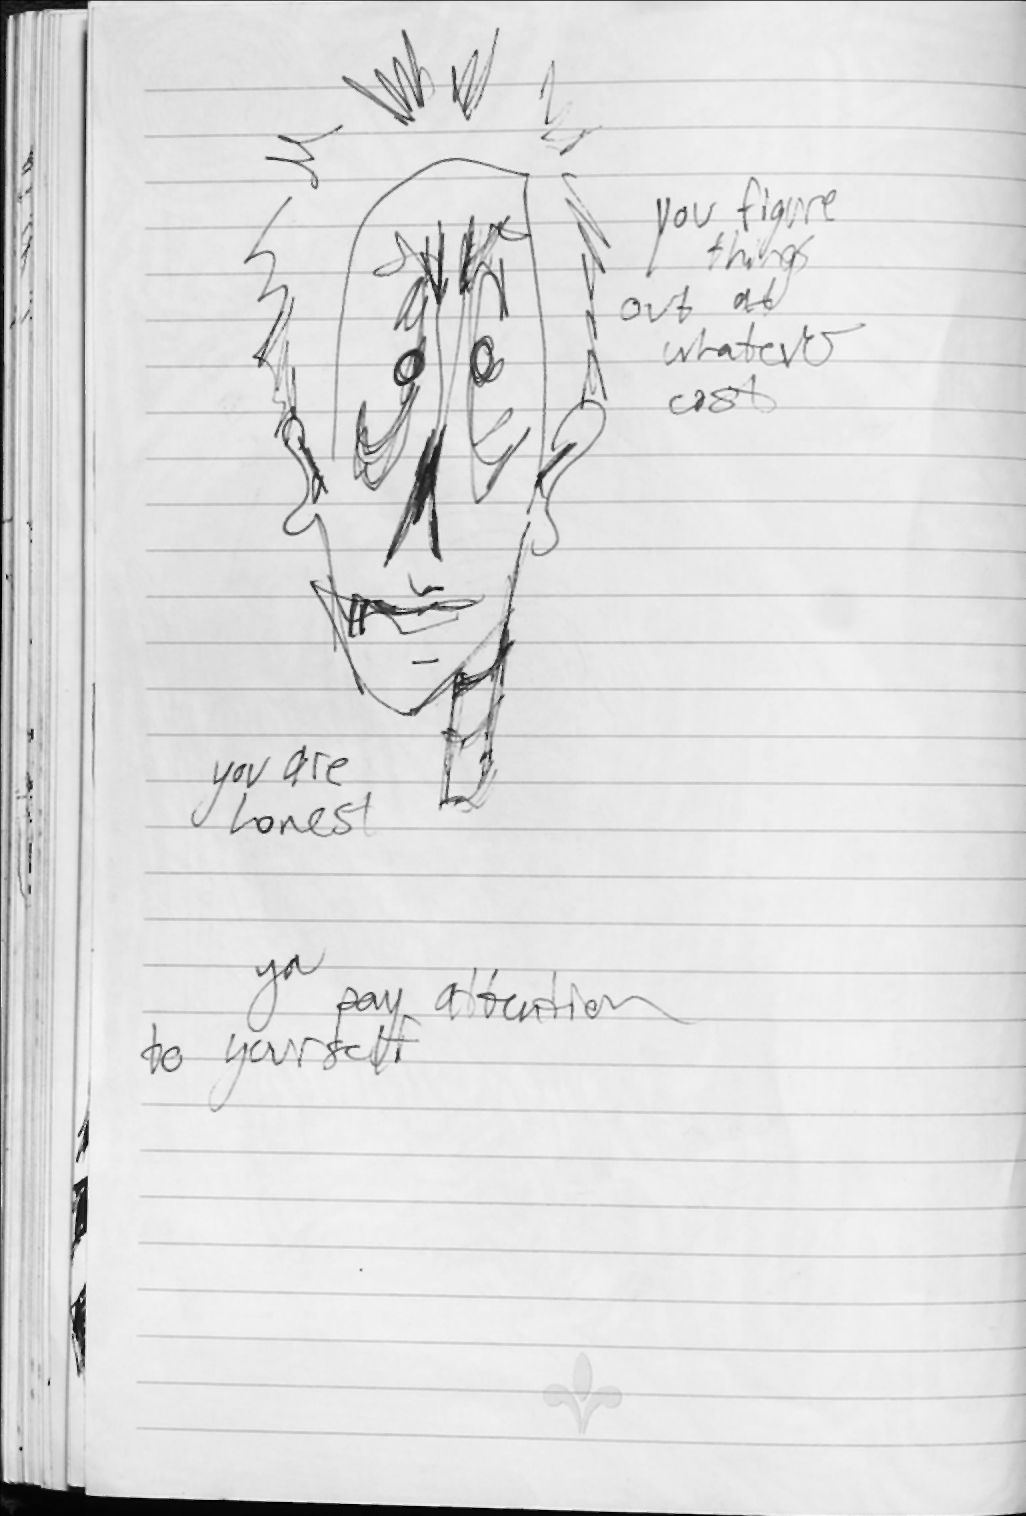 you figure
things
out at
whatever
cost
you are
honest
you
pay attention
to yourself